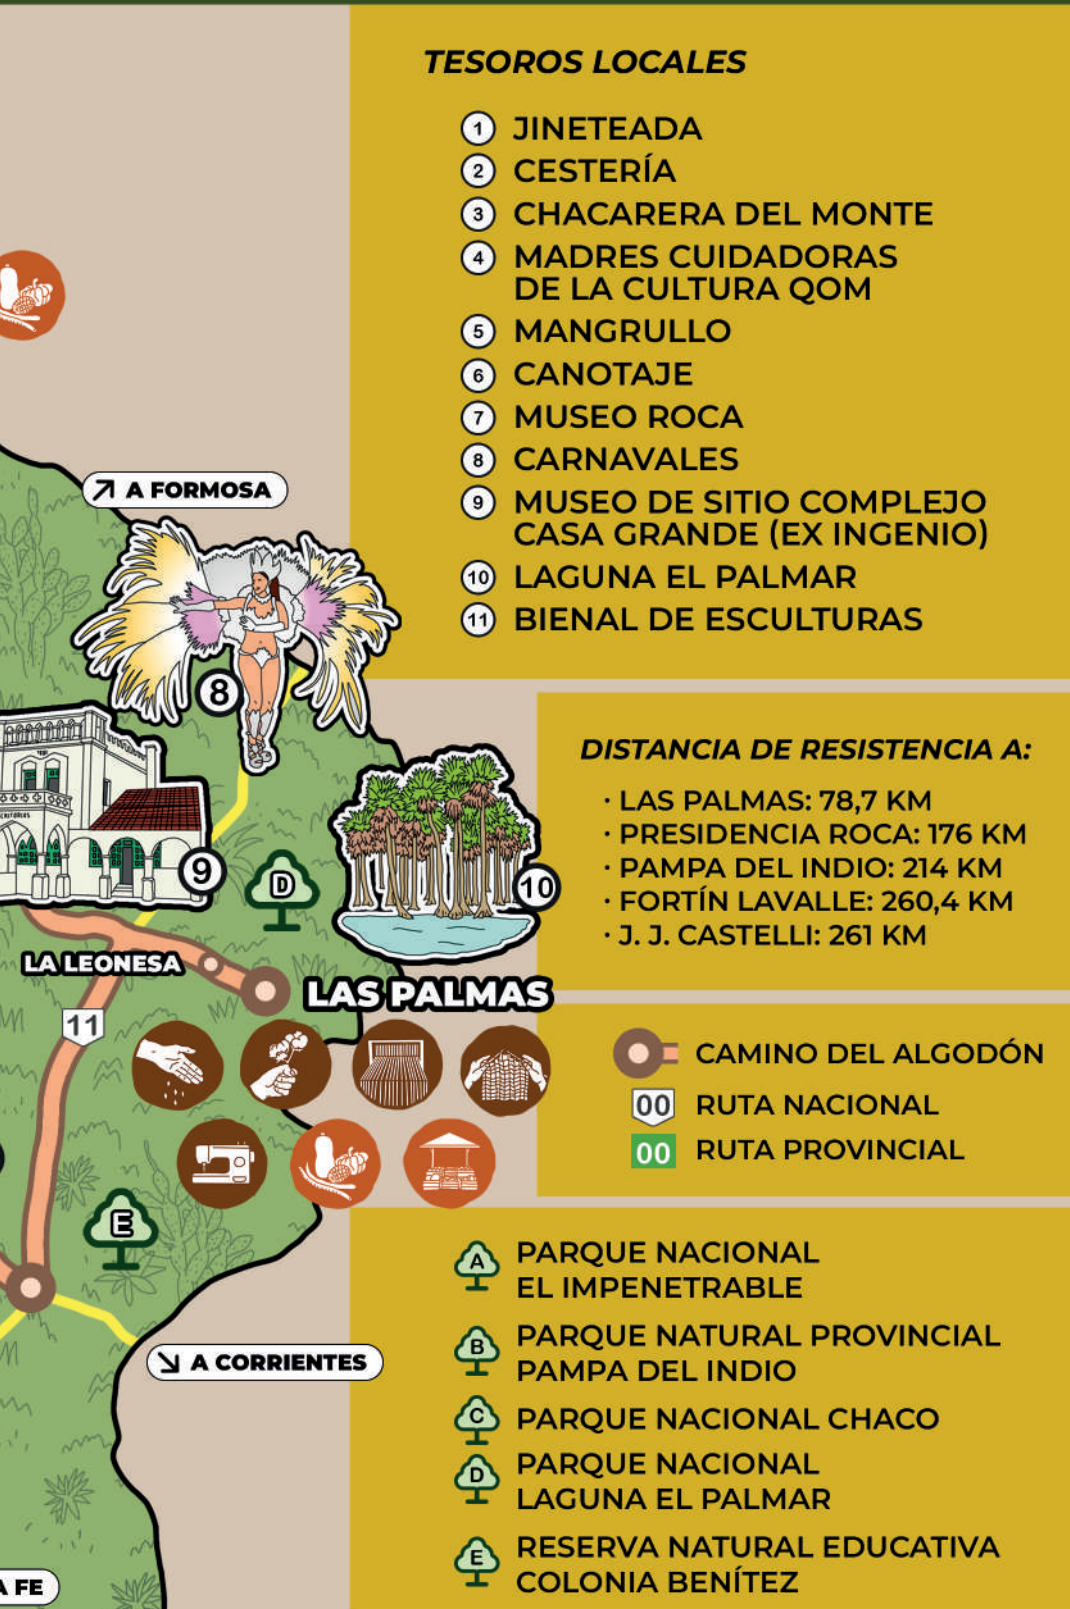 TESOROS LOCALES
1 JINETEADA
2 CESTERÍA
3 CHACARERA DEL MONTE
4 MADRES CUIDADORAS
DE LA CULTURA QOM
5 MANGRULLO
6 CANOTAJE
7 MUSEO ROCA
8 CARNAVALES
9 MUSEO DE SITIO COMPLEJO
CASA GRANDE (EX INGENIO)
10 LAGUNA EL PALMAR
11 BIENAL DE ESCULTURAS
A FORMOSA
8
9
D
10
DISTANCIA DE RESISTENCIA A:
· LAS PALMAS: 78,7 KM
· PRESIDENCIA ROCA: 176 KM
· PAMPA DEL INDIO: 214 KM
· FORTÍN LAVALLE: 260,4 KM
· J. J. CASTELLI: 261 KM
LA LEONESA
LAS PALMAS
11
CAMINO DEL ALGODÓN
00 RUTA NACIONAL
00 RUTA PROVINCIAL
E
A CORRIENTES
A PARQUE NACIONAL
EL IMPENETRABLE
B PARQUE NATURAL PROVINCIAL
PAMPA DEL INDIO
C PARQUE NACIONAL CHACO
D PARQUE NACIONAL
LAGUNA EL PALMAR
E RESERVA NATURAL EDUCATIVA
COLONIA BENÍTEZ
A FE